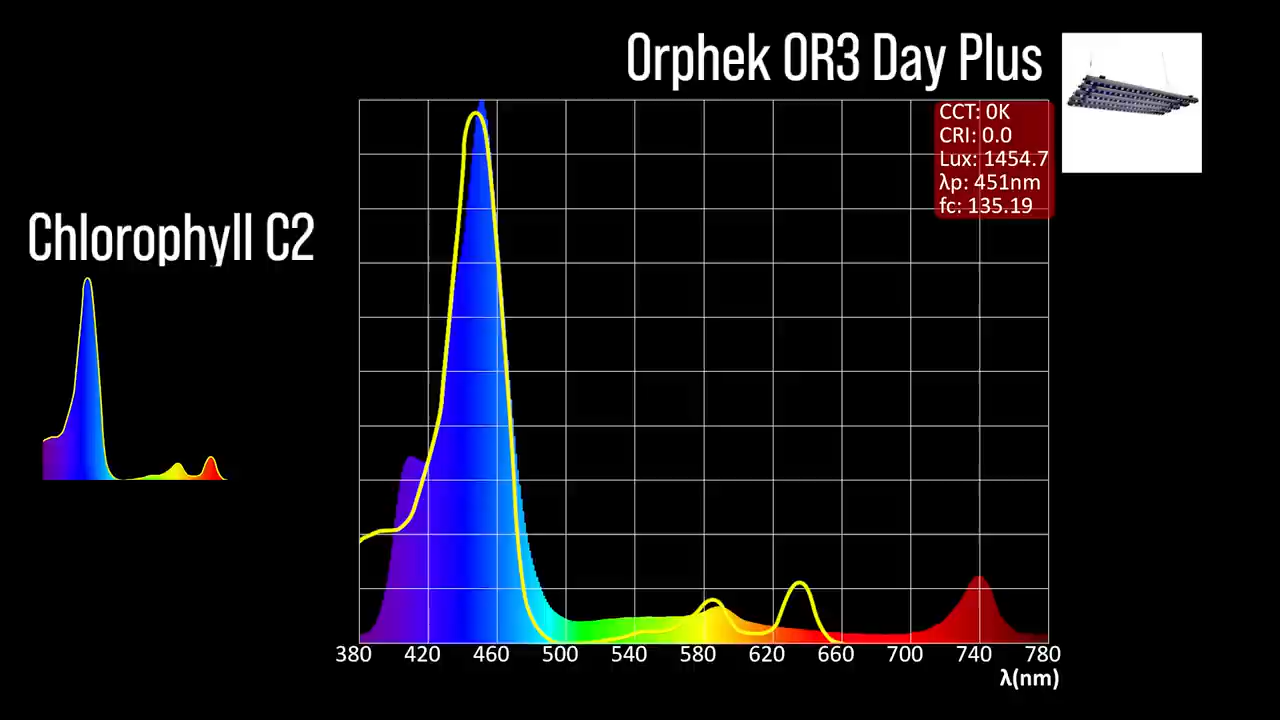 Orphek OR3 Day Plus
CCT: 0K
CRI: 0.0
Lux: 1454.7
λp: 451nm
fc: 135.19
Chlorophyll C2
380 420 460 500 540 580 620 660 700 740 780
λ(nm)